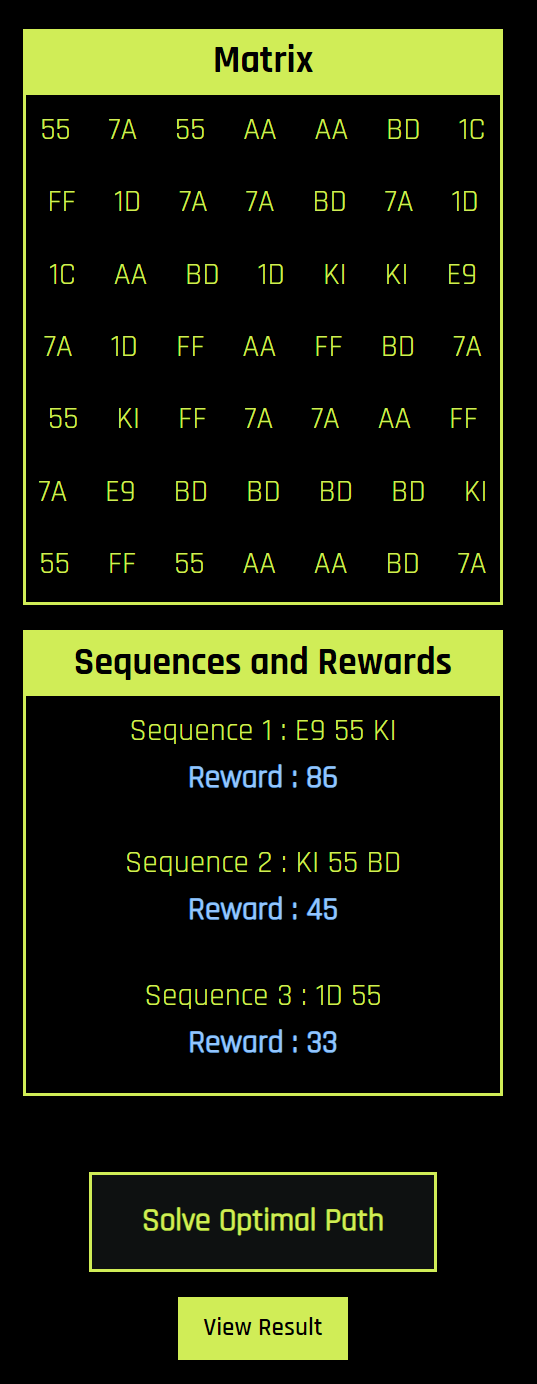 Matrix
55 7A 55 AA AA BD 1C
FF 1D 7A 7A BD 7A 1D
1C AA BD 1D KI KI E9
7A 1D FF AA FF BD 7A
55 KI FF 7A 7A AA FF
7A E9 BD BD BD BD KI
55 FF 55 AA AA BD 7A
Sequences and Rewards
Sequence 1 : E9 55 KI
Reward : 86
Sequence 2 : KI 55 BD
Reward : 45
Sequence 3 : 1D 55
Reward : 33
Solve Optimal Path
View Result